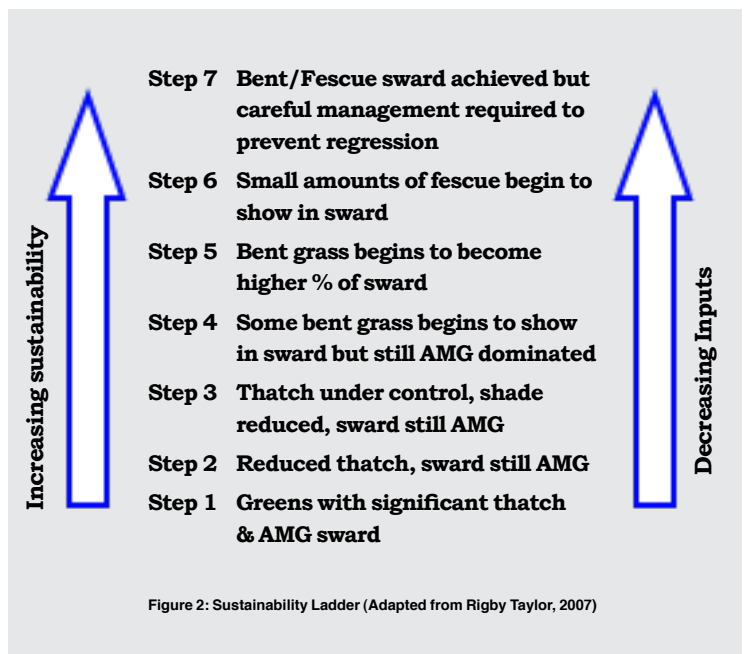 Step 7 Bent/Fescue sward achieved but
careful management required to
prevent regression
Step 6 Small amounts of fescue begin to
show in sward
Step 5 Bent grass begins to become
higher % of sward
Step 4 Some bent grass begins to show
in sward but still AMG dominated
Step 3 Thatch under control, shade
reduced, sward still AMG
Step 2 Reduced thatch, sward still AMG
Step 1 Greens with significant thatch
& AMG sward
Increasing sustainability
Decreasing Inputs
Figure 2: Sustainability Ladder (Adapted from Rigby Taylor, 2007)